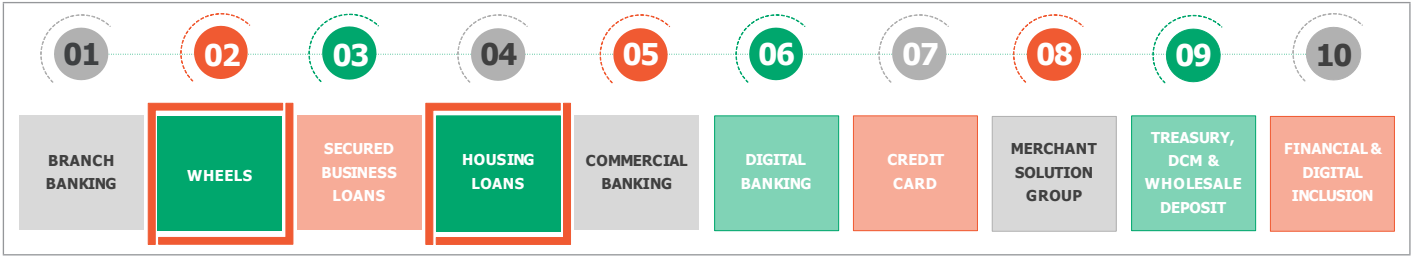 01 02 03 04 05 06 07 08 09 10
BRANCH
BANKING
WHEELS
SECURED
BUSINESS
LOANS
HOUSING
LOANS
COMMERCIAL
BANKING
DIGITAL
BANKING
CREDIT
CARD
MERCHANT
SOLUTION
GROUP
TREASURY,
DCM &
WHOLESALE
DEPOSIT
FINANCIAL &
DIGITAL
INCLUSION